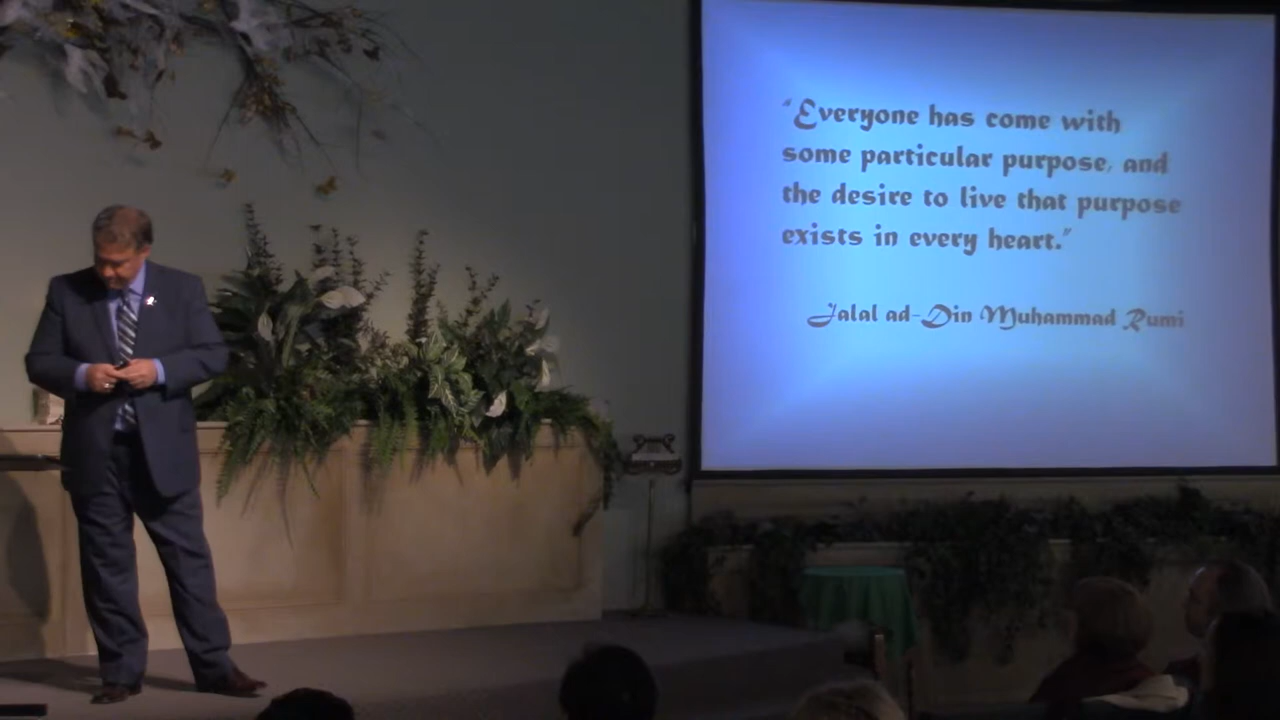 “Everyone has come with
some particular purpose, and
the desire to live that purpose
exists in every heart.”
Jalal ad-Din Muhammad Rumi